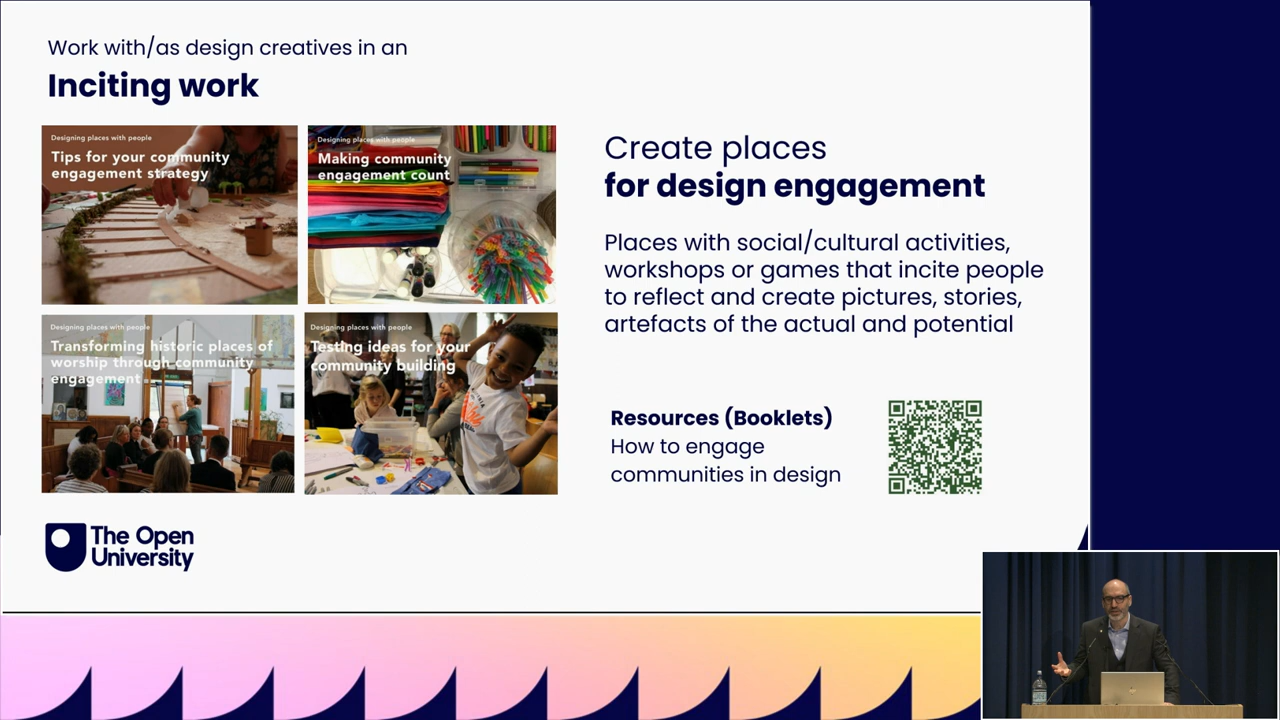 Work with/as design creatives in an
Inciting work
Designing places with people
Tips for your community
engagement strategy
Designing places with people
Making community
engagement count
Designing places with people
Transforming historic places of
worship through community
engagement
Designing places with people
Testing ideas for your
community building
Create places
for design engagement
Places with social/cultural activities,
workshops or games that incite people
to reflect and create pictures, stories,
artefacts of the actual and potential
Resources (Booklets)
How to engage
communities in design
The Open
University